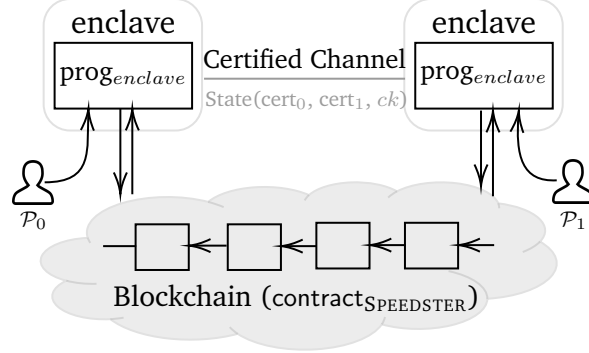 enclave enclave
prog_enclave Certified Channel prog_enclave
State(cert_0, cert_1, ck)
P_0 P_1
Blockchain (contract_SPEEDSTER)